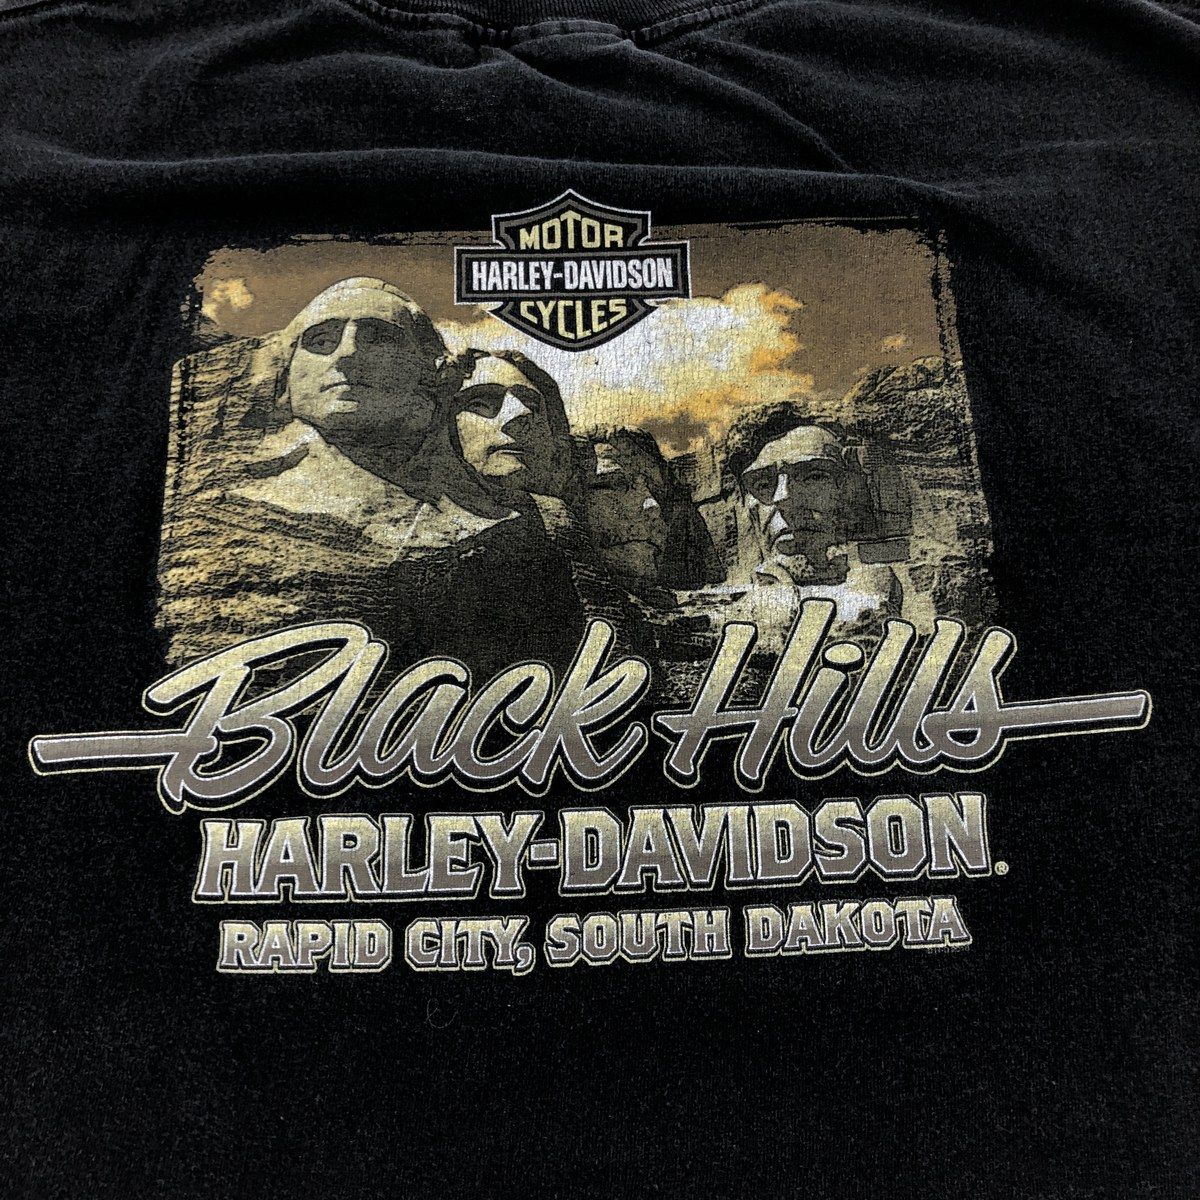 MOTOR
HARLEY-DAVIDSON
CYCLES
Black Hills
HARLEY-DAVIDSON®
RAPID CITY, SOUTH DAKOTA